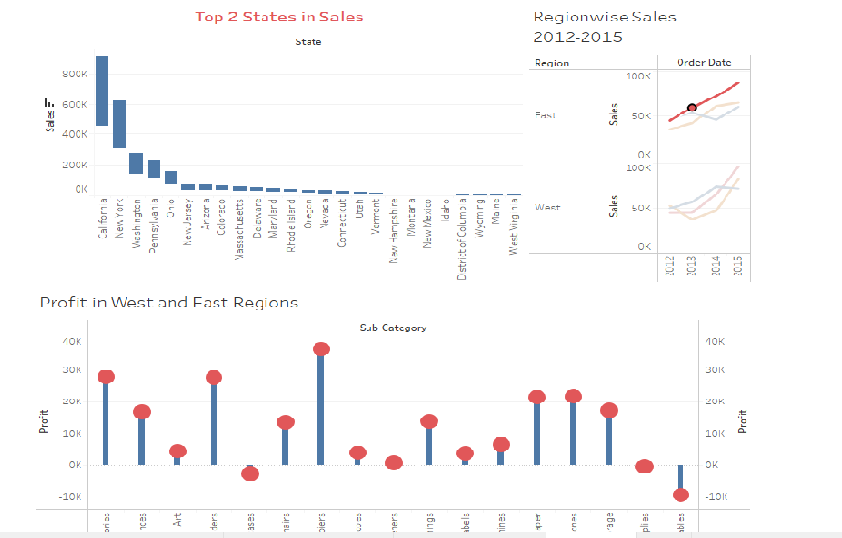 Top 2 States in Sales
State
Sales
800K
600K
400K
200K
0K
California
New York
Washington
Pennsylvania
Ohio
New Jersey
Arizona
Colorado
Massachusetts
Delaware
Maryland
Rhode Island
Oregon
Nevada
Connecticut
Utah
Vermont
New Hampshire
Montana
New Mexico
Idaho
District of Columbia
Wyoming
Maine
West Virginia
Regionwise Sales
2012-2015
Region
Order Date
East
Sales
100K
50K
0K
West
Sales
100K
50K
0K
2012
2013
2014
2015
Profit in West and East Regions
Sub-Category
Profit
40K
30K
20K
10K
0K
-10K
40K
30K
20K
10K
0K
-10K
Profit
Art